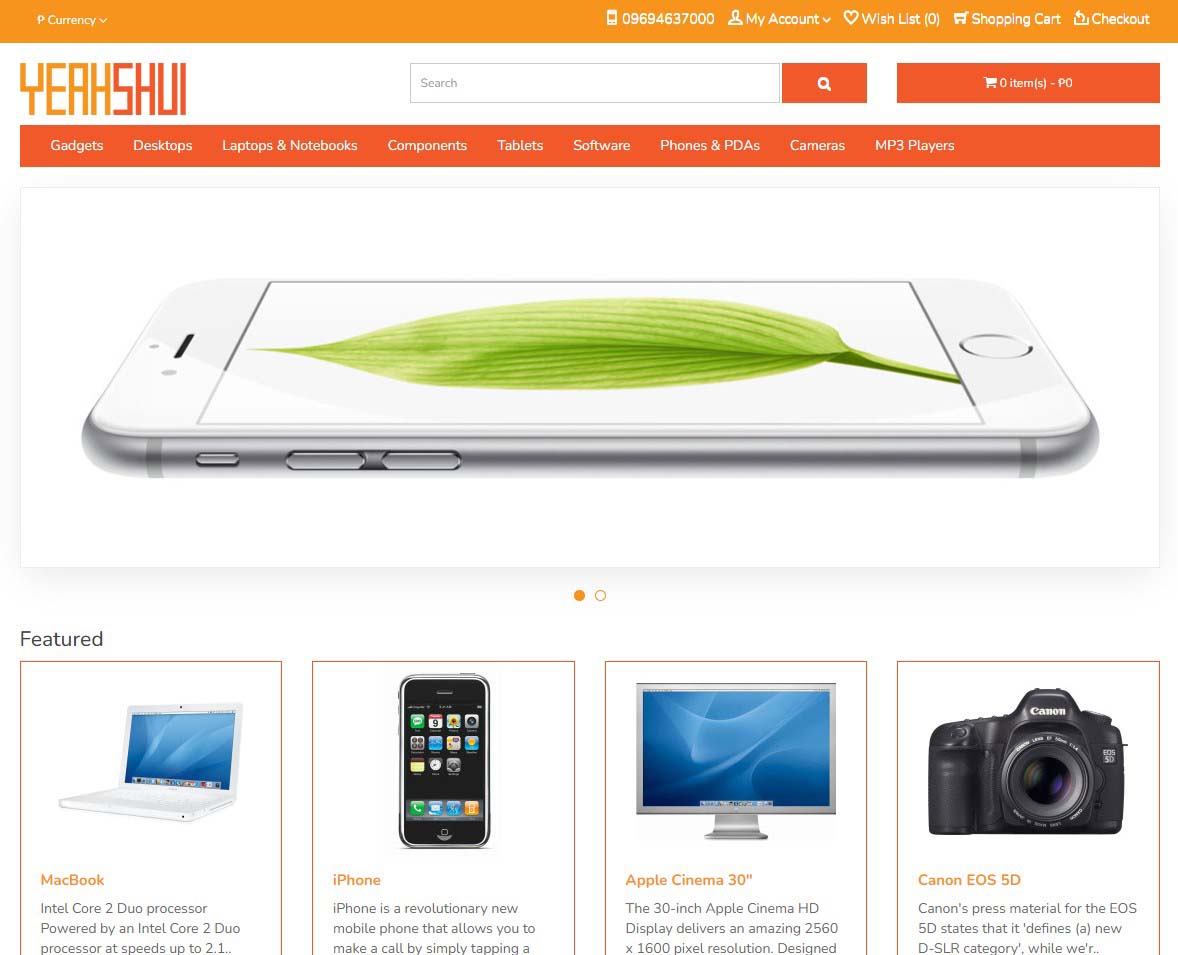 ₱ Currency
09694637000 My Account Wish List (0) Shopping Cart Checkout
YEAHSHUI
Search
0 item(s) - ₱0
Gadgets Desktops Laptops & Notebooks Components Tablets Software Phones & PDAs Cameras MP3 Players
Featured
Canon
EOS
5D
MacBook
Intel Core 2 Duo processor
Powered by an Intel Core 2 Duo
processor at speeds up to 2.1..
iPhone
iPhone is a revolutionary new
mobile phone that allows you to
make a call by simply tapping a
Apple Cinema 30"
The 30-inch Apple Cinema HD
Display delivers an amazing 2560
x 1600 pixel resolution. Designed
Canon EOS 5D
Canon's press material for the EOS
5D states that it 'defines (a) new
D-SLR category', while we'r..